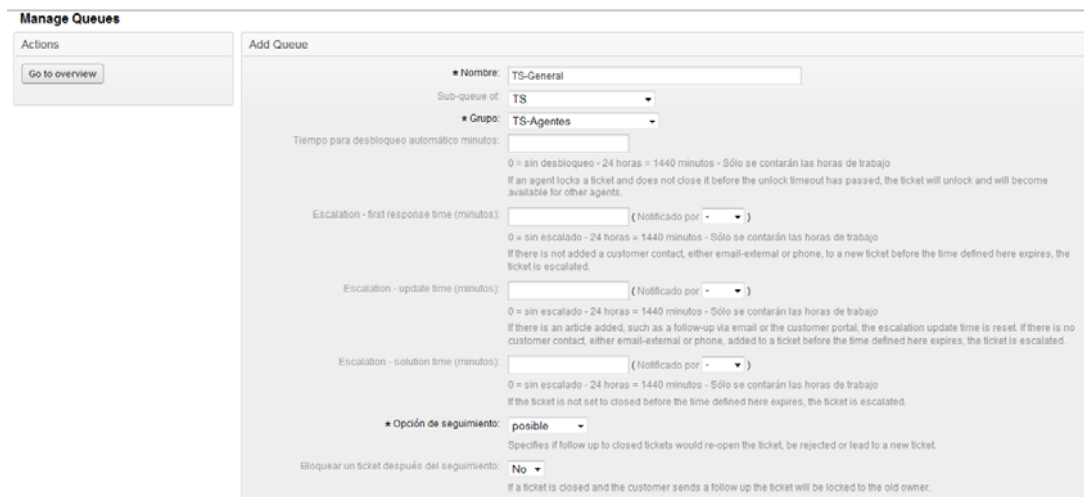 Manage Queues
Actions
Go to overview
Add Queue
* Nombre: TS-General
Sub-queue of: TS
* Grupo: TS-Agentes
Tiempo para desbloqueo automático minutos:
0 = sin desbloqueo - 24 horas = 1440 minutos - Sólo se contarán las horas de trabajo
If an agent locks a ticket and does not close it before the unlock timeout has passed, the ticket will unlock and will become
available for other agents.
Escalation - first response time (minutos): ( Notificado por - )
0 = sin escalado - 24 horas = 1440 minutos - Sólo se contarán las horas de trabajo
If there is not added a customer contact, either email-external or phone, to a new ticket before the time defined here expires, the
ticket is escalated.
Escalation - update time (minutos): ( Notificado por - )
0 = sin escalado - 24 horas = 1440 minutos - Sólo se contarán las horas de trabajo
If there is an article added, such as a follow-up via email or the customer portal, the escalation update time is reset. If there is no
customer contact, either email-external or phone, added to a ticket before the time defined here expires, the ticket is escalated.
Escalation - solution time (minutos): ( Notificado por - )
0 = sin escalado - 24 horas = 1440 minutos - Sólo se contarán las horas de trabajo
If the ticket is not set to closed before the time defined here expires, the ticket is escalated.
* Opción de seguimiento: posible
Specifies if follow up to closed tickets would re-open the ticket, be rejected or lead to a new ticket.
Bloquear un ticket después del seguimiento: No
If a ticket is closed and the customer sends a follow up the ticket will be locked to the old owner.